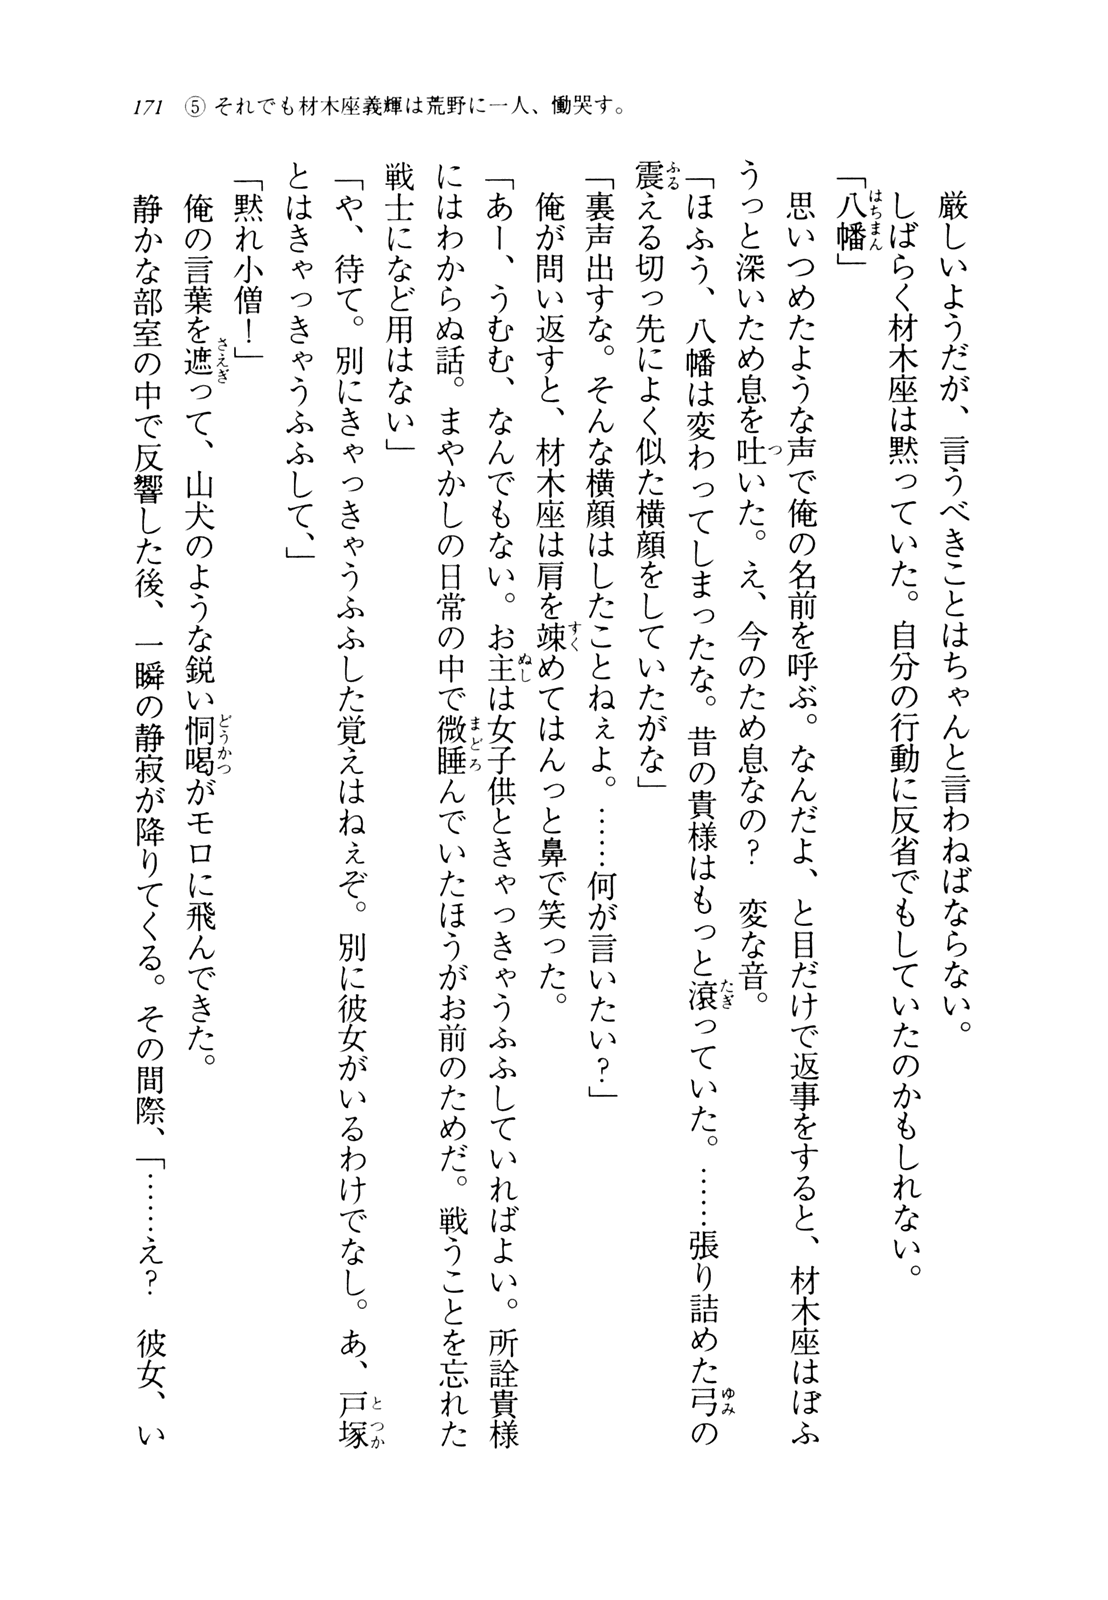 171 ⑤それでも材木座義輝は荒野に一人、慟哭す。
厳しいようだが、言うべきことはちゃんと言わねばならない。
しばらく材木座は黙っていた。自分の行動に反省でもしていたのかもしれない。
「八幡」
思いつめたような声で俺の名前を呼ぶ。なんだよ、と目だけで返事をすると、材木座はぽふ
うっと深いため息を吐いた。え、今のため息なの？　変な音。
「ほふう、八幡は変わってしまったな。昔の貴様はもっと滾っていた。……張り詰めた弓の
震える切っ先によく似た横顔をしていたがな」
「裏声出すな。そんな横顔はしたことねぇよ。……何が言いたい？」
俺が問い返すと、材木座は肩を竦めてはんっと鼻で笑った。
「あー、うむむ、なんでもない。お主は女子供ときゃっきゃうふふしていればよい。所詮貴様
にはわからぬ話。まやかしの日常の中で微睡んでいたほうがお前のためだ。戦うことを忘れた
戦士になど用はない」
「や、待て。別にきゃっきゃうふふした覚えはねぇぞ。別に彼女がいるわけでなし。あ、戸塚
とはきゃっきゃうふふして、」
「黙れ小僧！」
俺の言葉を遮って、山犬のような鋭い恫喝がモロに飛んできた。
静かな部室の中で反響した後、一瞬の静寂が降りてくる。その間際、「……え？　彼女、い